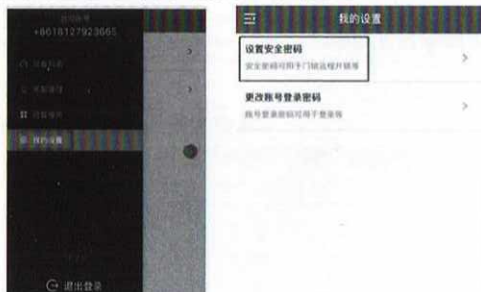 +8618127923665
我的设置
退出登录
我的设置
设置安全密码
安全密码可用于门锁远程开锁等
更改账号登录密码
账号登录密码可用于登录等